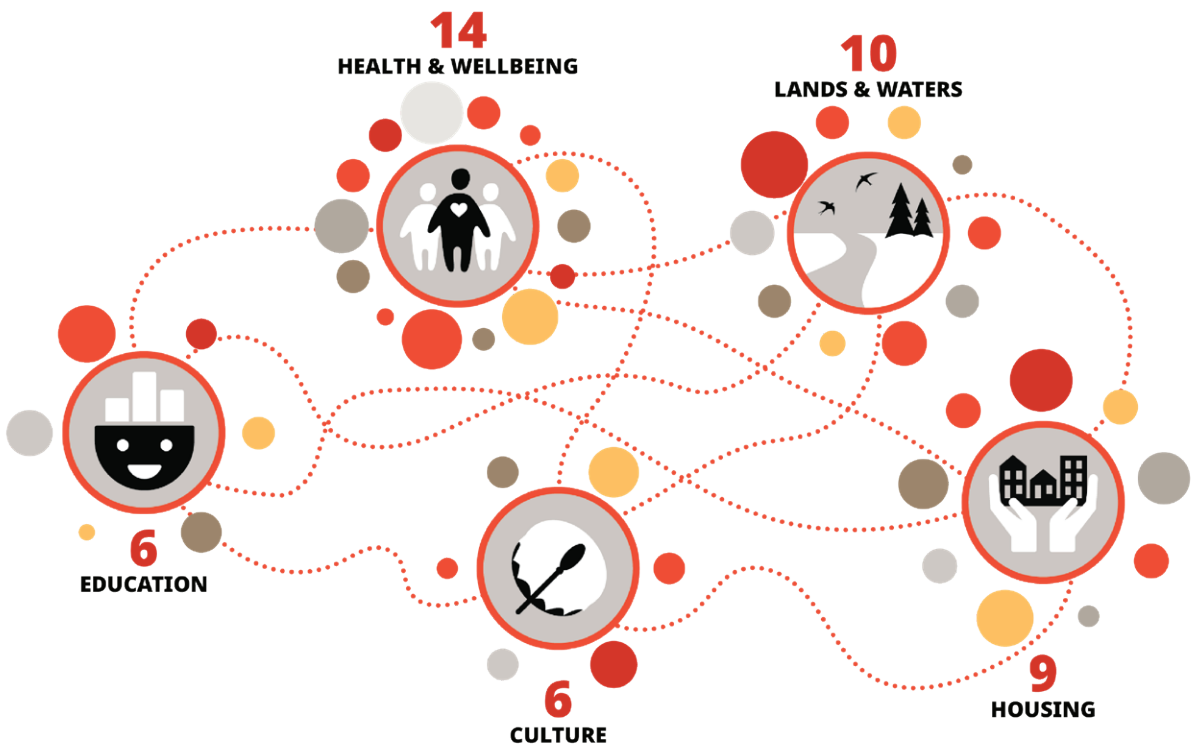 14
HEALTH & WELLBEING
10
LANDS & WATERS
6
EDUCATION
6
CULTURE
9
HOUSING